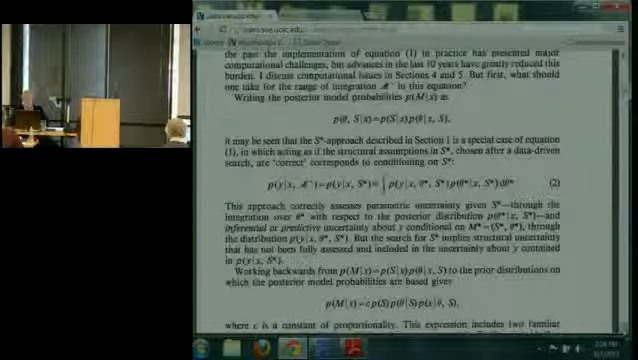 the past the implementation of equation (1) in practice has presented major
computational challenges, but advances in the last 10 years have greatly reduced this
burden. I discuss computational issues in Sections 4 and 5. But first, what should
one take for the range of integration ℳ in this equation?
Writing the posterior model probabilities p(M|x) as
p(θ, S|x)=p(S|x)p(θ|x, S),
it may be seen that the S*-approach described in Section 1 is a special case of equation
(1), in which acting as if the structural assumptions in S*, chosen after a data-driven
search, are 'correct' corresponds to conditioning on S*:
p(y|x, ℳ)=p(y|x, S*)= ∫ p(y|x, θ*, S*)p(θ*|x, S*)dθ* (2)
This approach correctly assesses parametric uncertainty given S*—through the
integration over θ* with respect to the posterior distribution p(θ*|x, S*)—and
inferential or predictive uncertainty about y conditional on M*=(S*, θ*), through
the distribution p(y|x, θ*, S*). But the search for S* implies structural uncertainty
that has not been fully assessed and included in the uncertainty about y contained
in p(y|x, S*).
Working backwards from p(M|x)=p(S|x)p(θ|x, S) to the prior distributions on
which the posterior model probabilities are based gives
p(M|x)=c p(S)p(θ|S)p(x|θ, S),
where c is a constant of proportionality. This expression includes two familiar